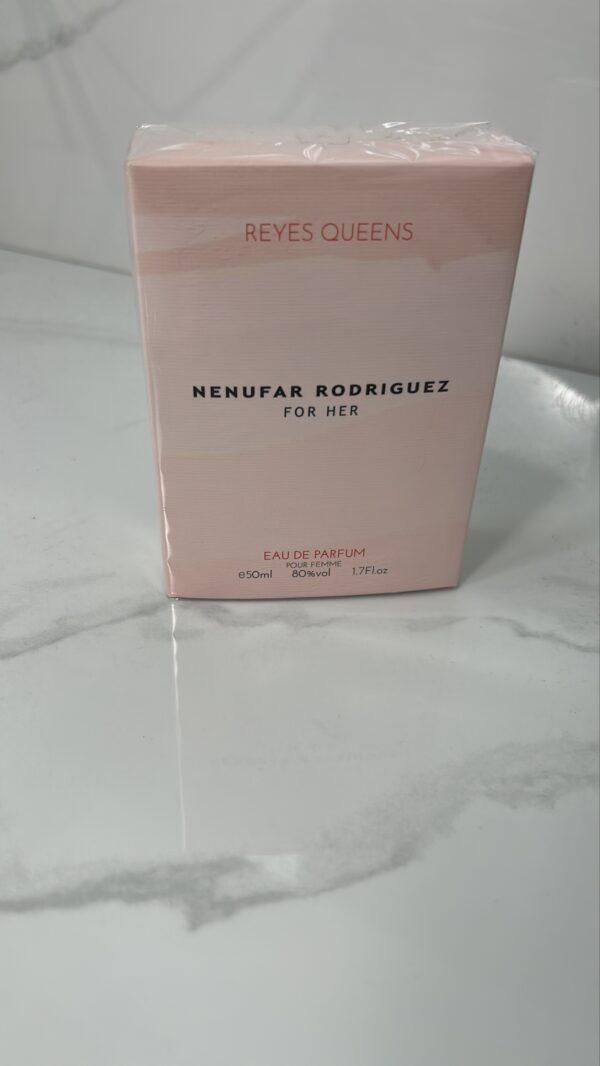 REYES QUEENS
NENUFAR RODRIGUEZ
FOR HER
EAU DE PARFUM
POUR FEMME
e50ml 80%vol 1.7Fl.oz